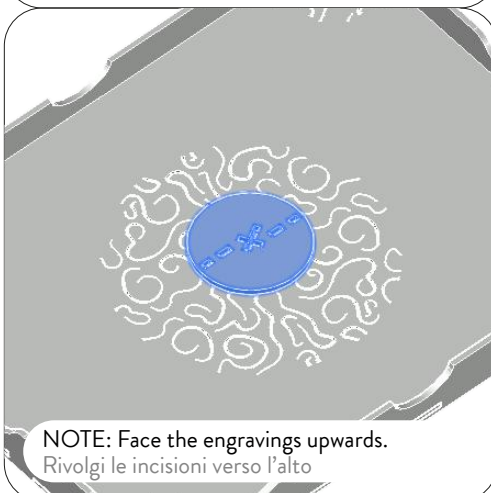 NOTE: Face the engravings upwards.
Rivolgi le incisioni verso l'alto